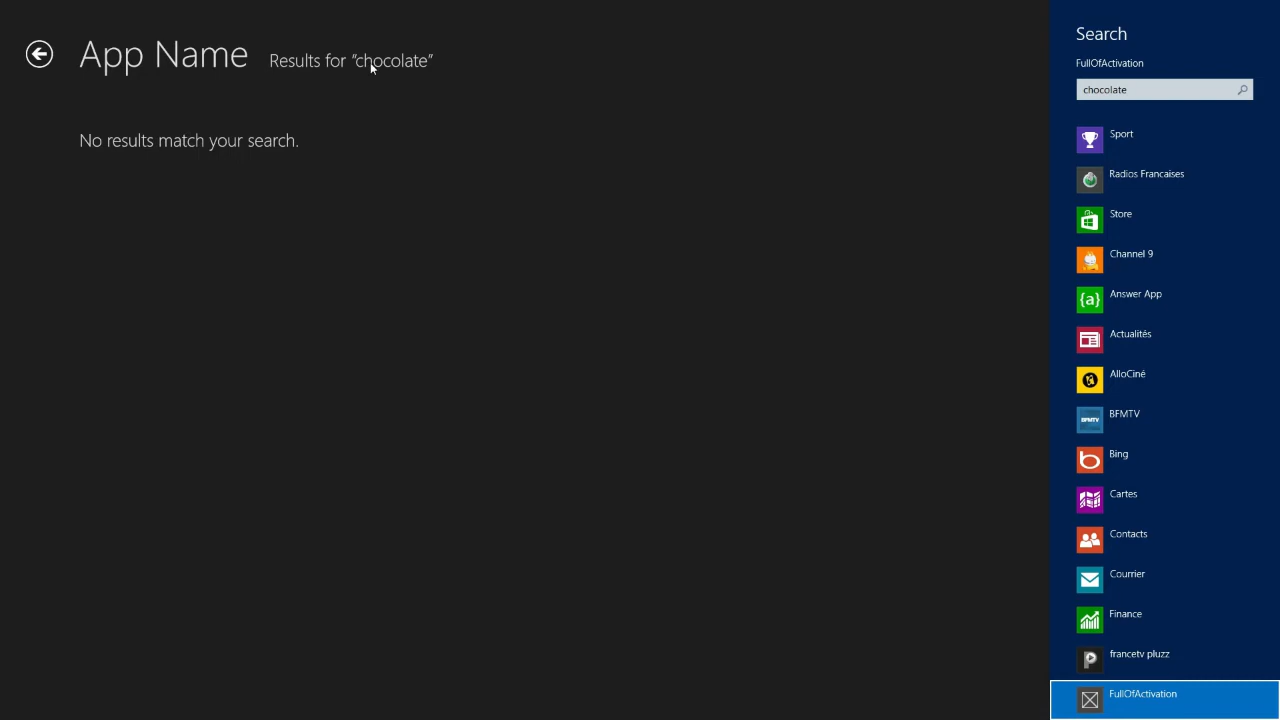 App Name
Results for “chocolate”
No results match your search.
Search
FullOfActivation
chocolate
Sport
Radios Francaises
Store
Channel 9
{a}
Answer App
Actualités
AlloCiné
BFMTV
BFMTV
Bing
Cartes
Contacts
Courrier
Finance
francetv pluzz
FullOfActivation